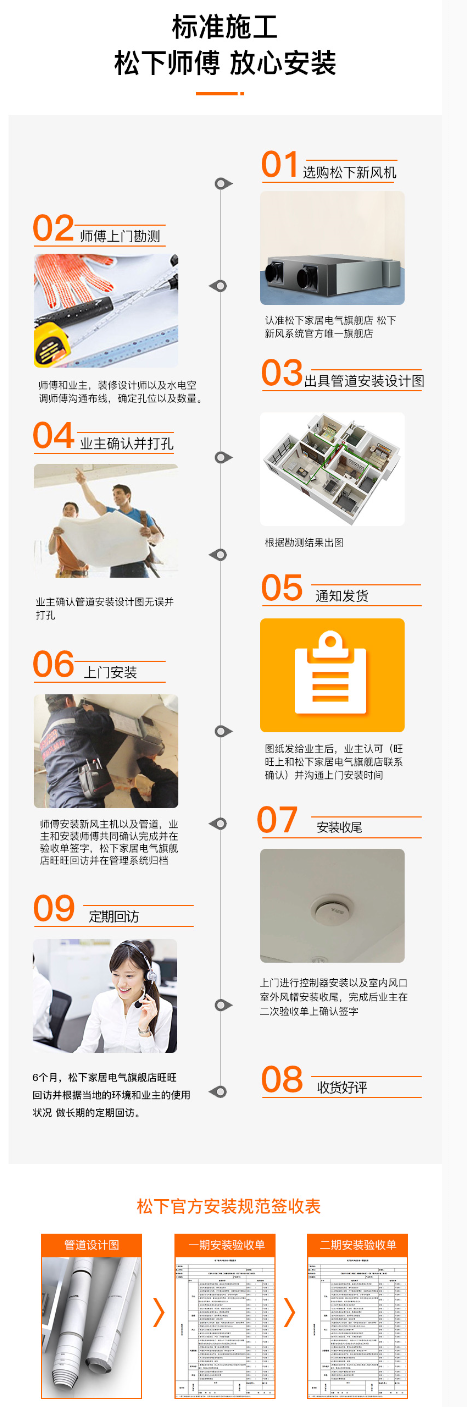 标准施工
松下师傅 放心安装
01 选购松下新风机
认准松下家居电气旗舰店 松下
新风系统官方唯一旗舰店
02 师傅上门勘测
师傅和业主，装修设计师以及水电空
调师傅沟通布线，确定孔位以及数量。
03 出具管道安装设计图
根据勘测结果出图
04 业主确认并打孔
业主确认管道安装设计图无误并
打孔
05 通知发货
图纸发给业主后，业主认可（旺
旺上和松下家居电气旗舰店联系
确认）并沟通上门安装时间
06 上门安装
师傅安装新风主机以及管道，业
主和安装师傅共同确认完成并在
验收单签字，松下家居电气旗舰
店旺旺回访并在管理系统归档
07 安装收尾
上门进行控制器安装以及室内风口
室外风帽安装收尾，完成后业主在
二次验收单上确认签字
08 收货好评
09 定期回访
6个月，松下家居电气旗舰店旺旺
回访并根据当地的环境和业主的使用
状况 做长期的定期回访。
松下官方安装规范签收表
管道设计图
一期安装验收单
二期安装验收单